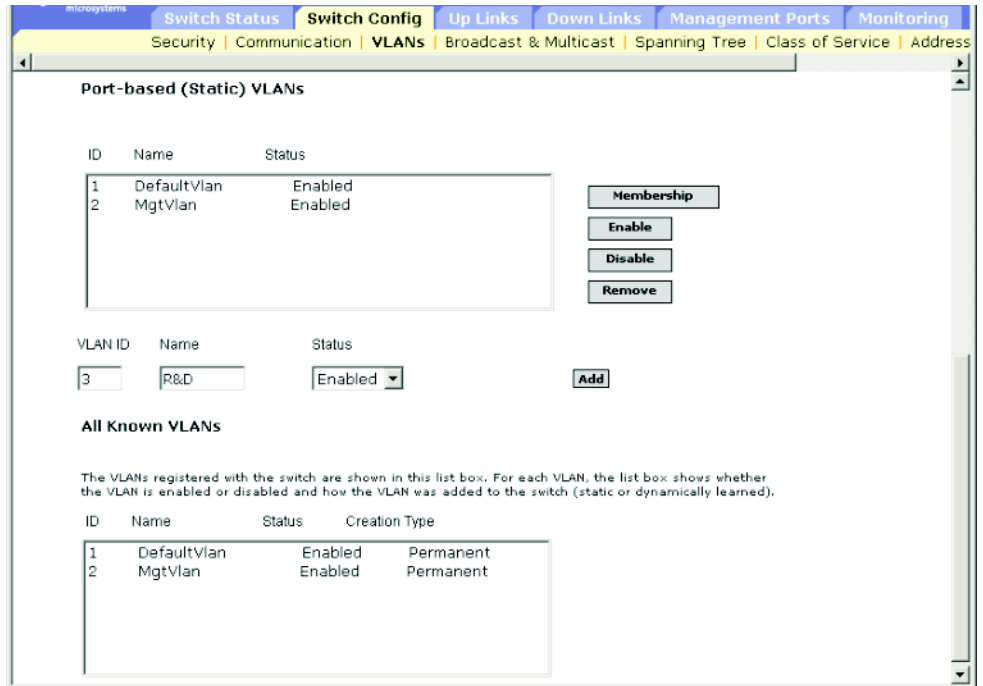 microsystems
Switch Status Switch Config Up Links Down Links Management Ports Monitoring
Security | Communication | VLANs | Broadcast & Multicast | Spanning Tree | Class of Service | Address
Port-based (Static) VLANs
ID Name Status
1 DefaultVlan Enabled
2 MgtVlan Enabled
Membership
Enable
Disable
Remove
VLAN ID Name Status
3 R&D Enabled Add
All Known VLANs
The VLANs registered with the switch are shown in this list box. For each VLAN, the list box shows whether
the VLAN is enabled or disabled and how the VLAN was added to the switch (static or dynamically learned).
ID Name Status Creation Type
1 DefaultVlan Enabled Permanent
2 MgtVlan Enabled Permanent